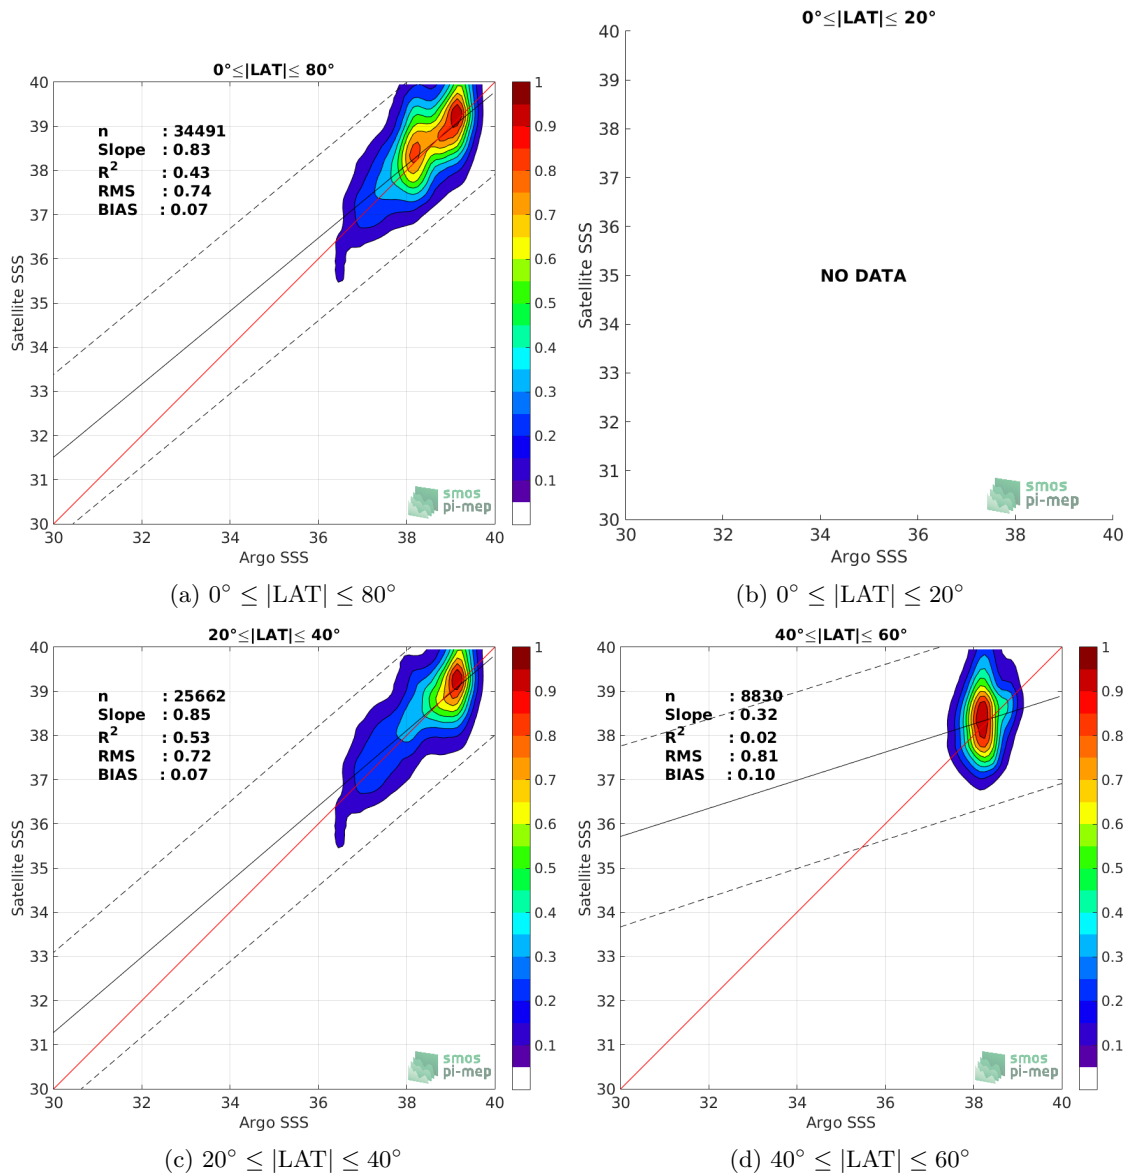 0°≤|LAT|≤ 80°
40
39
38
37
36
35
34
33
32
31
30
Satellite SSS
n : 34491
Slope : 0.83
R² : 0.43
RMS : 0.74
BIAS : 0.07
smos
pi-mep
30 32 34 36 38 40
Argo SSS
1
0.9
0.8
0.7
0.6
0.5
0.4
0.3
0.2
0.1
(a) 0° ≤ |LAT| ≤ 80°
0°≤|LAT|≤ 20°
40
39
38
37
36
35
34
33
32
31
30
Satellite SSS
NO DATA
smos
pi-mep
30 32 34 36 38 40
Argo SSS
(b) 0° ≤ |LAT| ≤ 20°
20°≤|LAT|≤ 40°
40
39
38
37
36
35
34
33
32
31
30
Satellite SSS
n : 25662
Slope : 0.85
R² : 0.53
RMS : 0.72
BIAS : 0.07
smos
pi-mep
30 32 34 36 38 40
Argo SSS
1
0.9
0.8
0.7
0.6
0.5
0.4
0.3
0.2
0.1
(c) 20° ≤ |LAT| ≤ 40°
40°≤|LAT|≤ 60°
40
39
38
37
36
35
34
33
32
31
30
Satellite SSS
n : 8830
Slope : 0.32
R² : 0.02
RMS : 0.81
BIAS : 0.10
smos
pi-mep
30 32 34 36 38 40
Argo SSS
1
0.9
0.8
0.7
0.6
0.5
0.4
0.3
0.2
0.1
(d) 40° ≤ |LAT| ≤ 60°